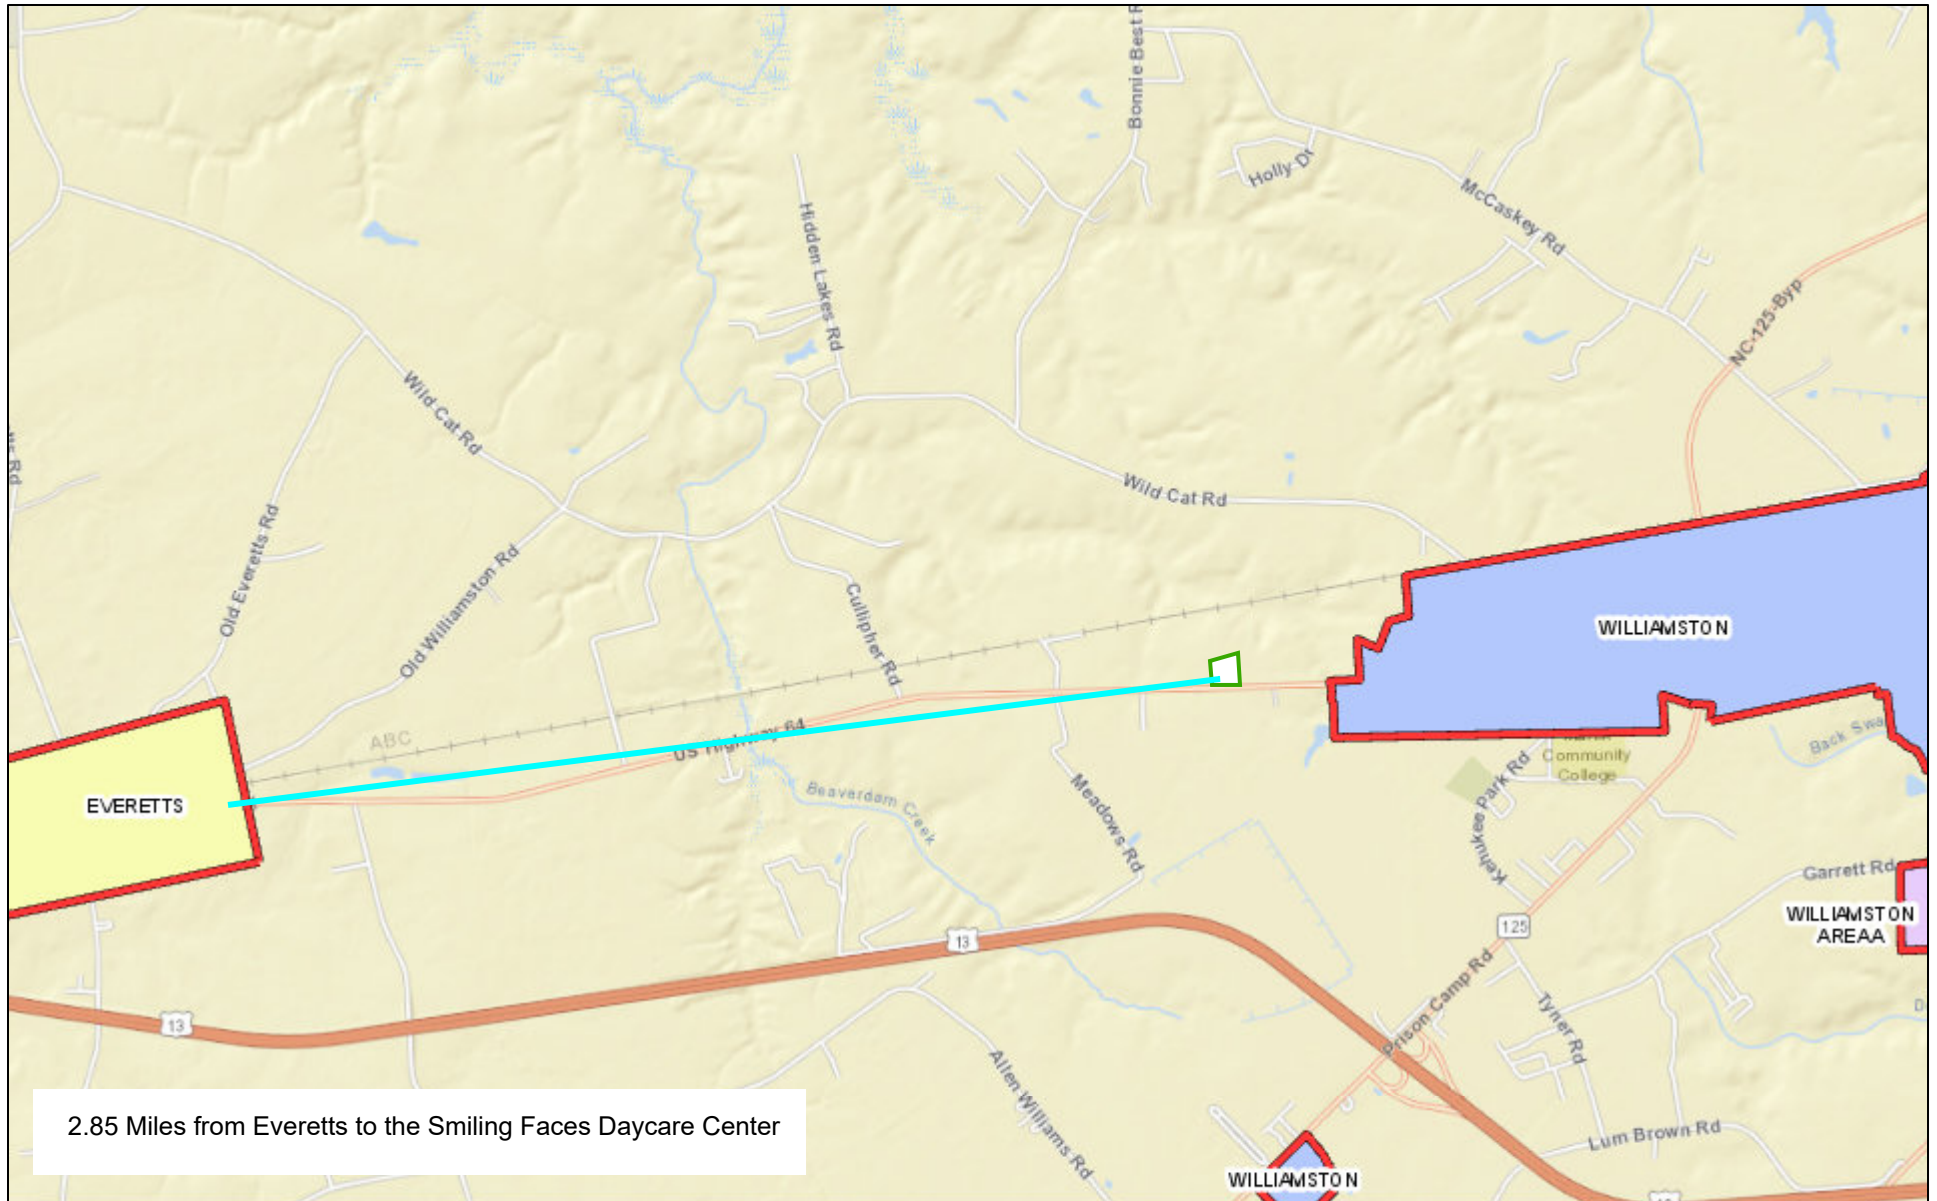 Bonnie Best R
Holly Dr
McCaskey Rd
Hidden Lakes Rd
NC-125-Byp
Wild Cat Rd
Rd
Wild Cat Rd
Old Everetts Rd
Old Williamston Rd
Cullipher Rd
WILLIAMSTON
ABC
US Highway 64
EVERETTS
Back Swa
Community
College
Kehukee Park Rd
Beaverdam Creek
Meadows Rd
Garrett Rd
WILLIAMSTON
AREAA
125
13
Prison Camp Rd
13
Tyner Rd
D
Allen Williams Rd
2.85 Miles from Everetts to the Smiling Faces Daycare Center
Lum Brown Rd
WILLIAMSTON